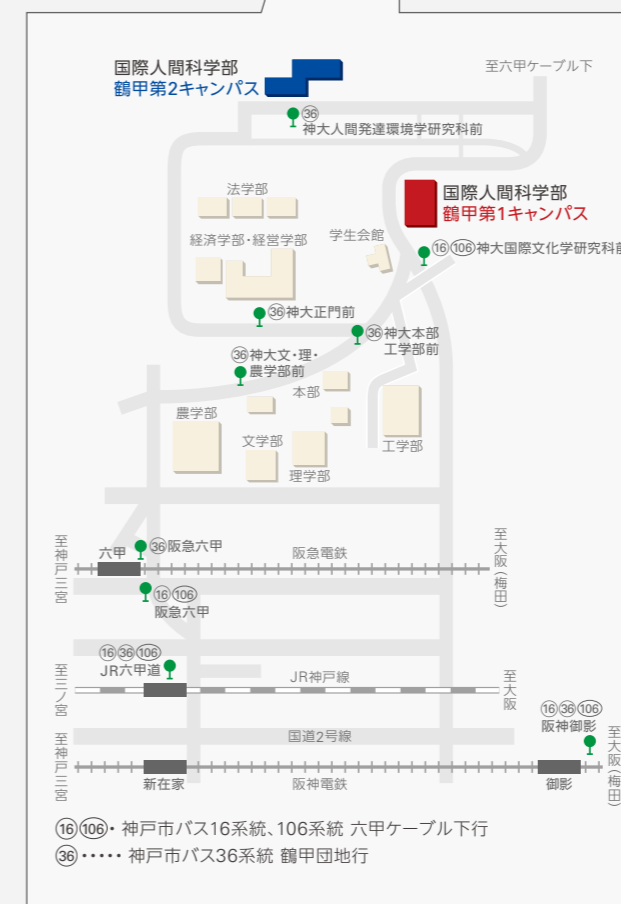 国際人間科学部
鶴甲第2キャンパス
至六甲ケーブル下
㊱
神大人間発達環境学研究科前
法学部
国際人間科学部
鶴甲第1キャンパス
経済学部・経営学部
学生会館
⑯(106)神大国際文化学研究科前
㊱神大正門前
㊱神大本部
工学部前
㊱神大文・理・
農学部前
本部
農学部
文学部
理学部
工学部
至神戸三宮
六甲
㊱阪急六甲
阪急電鉄
至大阪(梅田)
⑯(106)
阪急六甲
⑯㊱(106)
JR六甲道
至三ノ宮
JR神戸線
至大阪
⑯㊱(106)
阪神御影
国道2号線
至神戸三宮
新在家
阪神電鉄
御影
至大阪(梅田)
⑯(106)・ 神戸市バス16系統、106系統 六甲ケーブル下行
㊱・・・・・ 神戸市バス36系統 鶴甲団地行